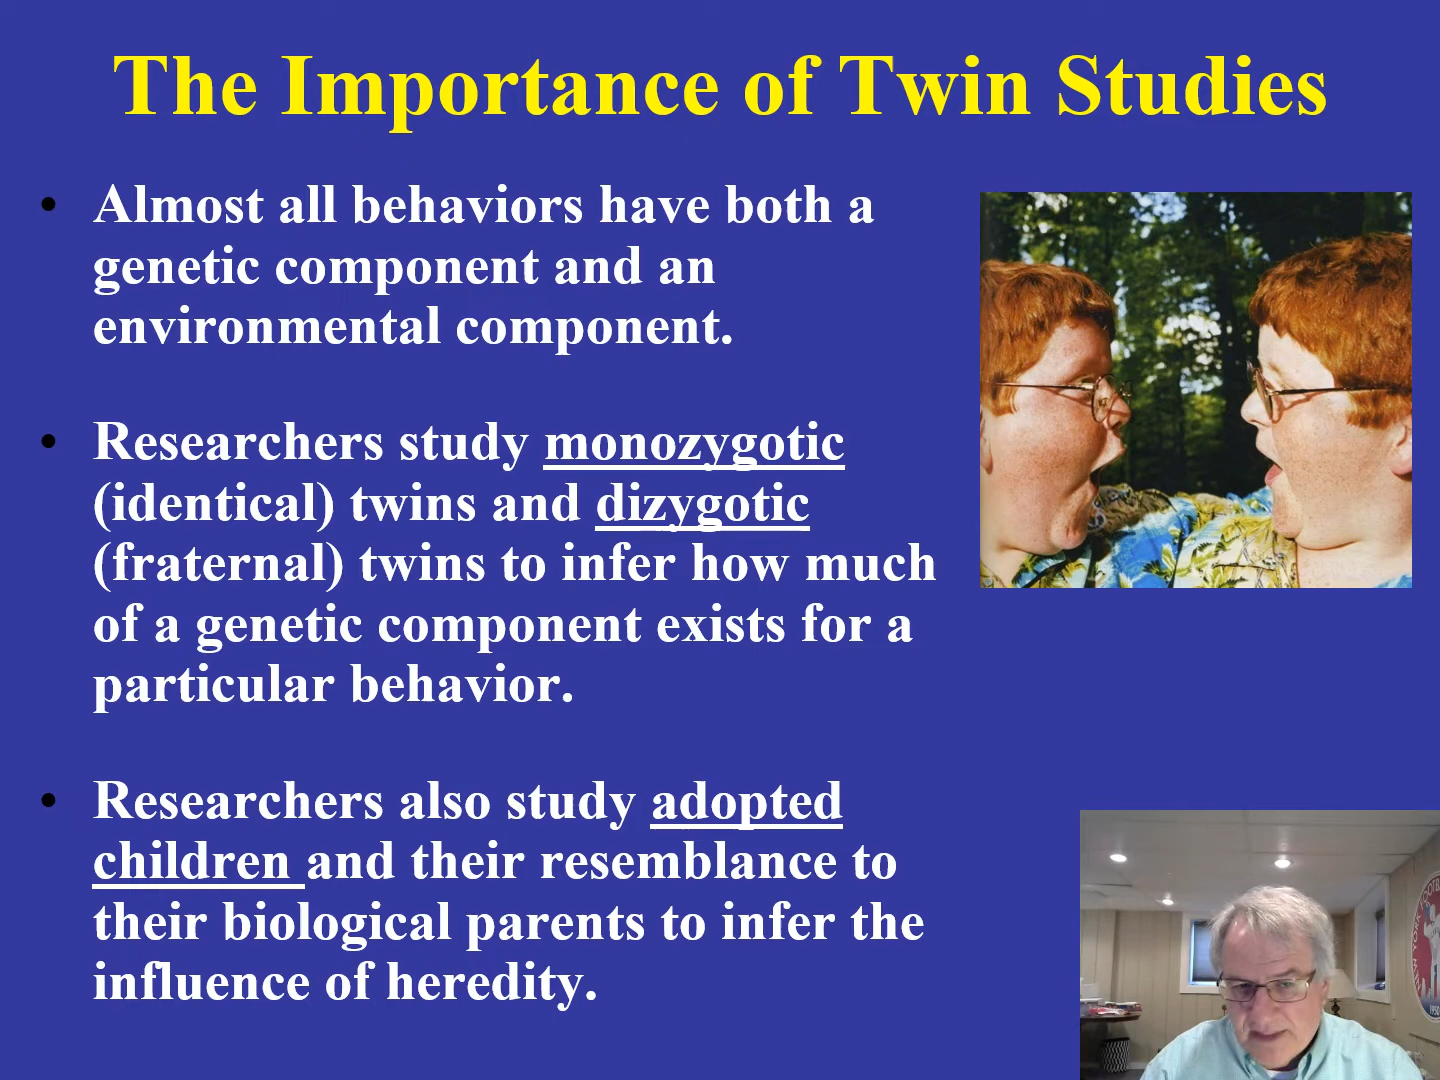 The Importance of Twin Studies
• Almost all behaviors have both a
genetic component and an
environmental component.
• Researchers study monozygotic
(identical) twins and dizygotic
(fraternal) twins to infer how much
of a genetic component exists for a
particular behavior.
• Researchers also study adopted
children and their resemblance to
their biological parents to infer the
influence of heredity.